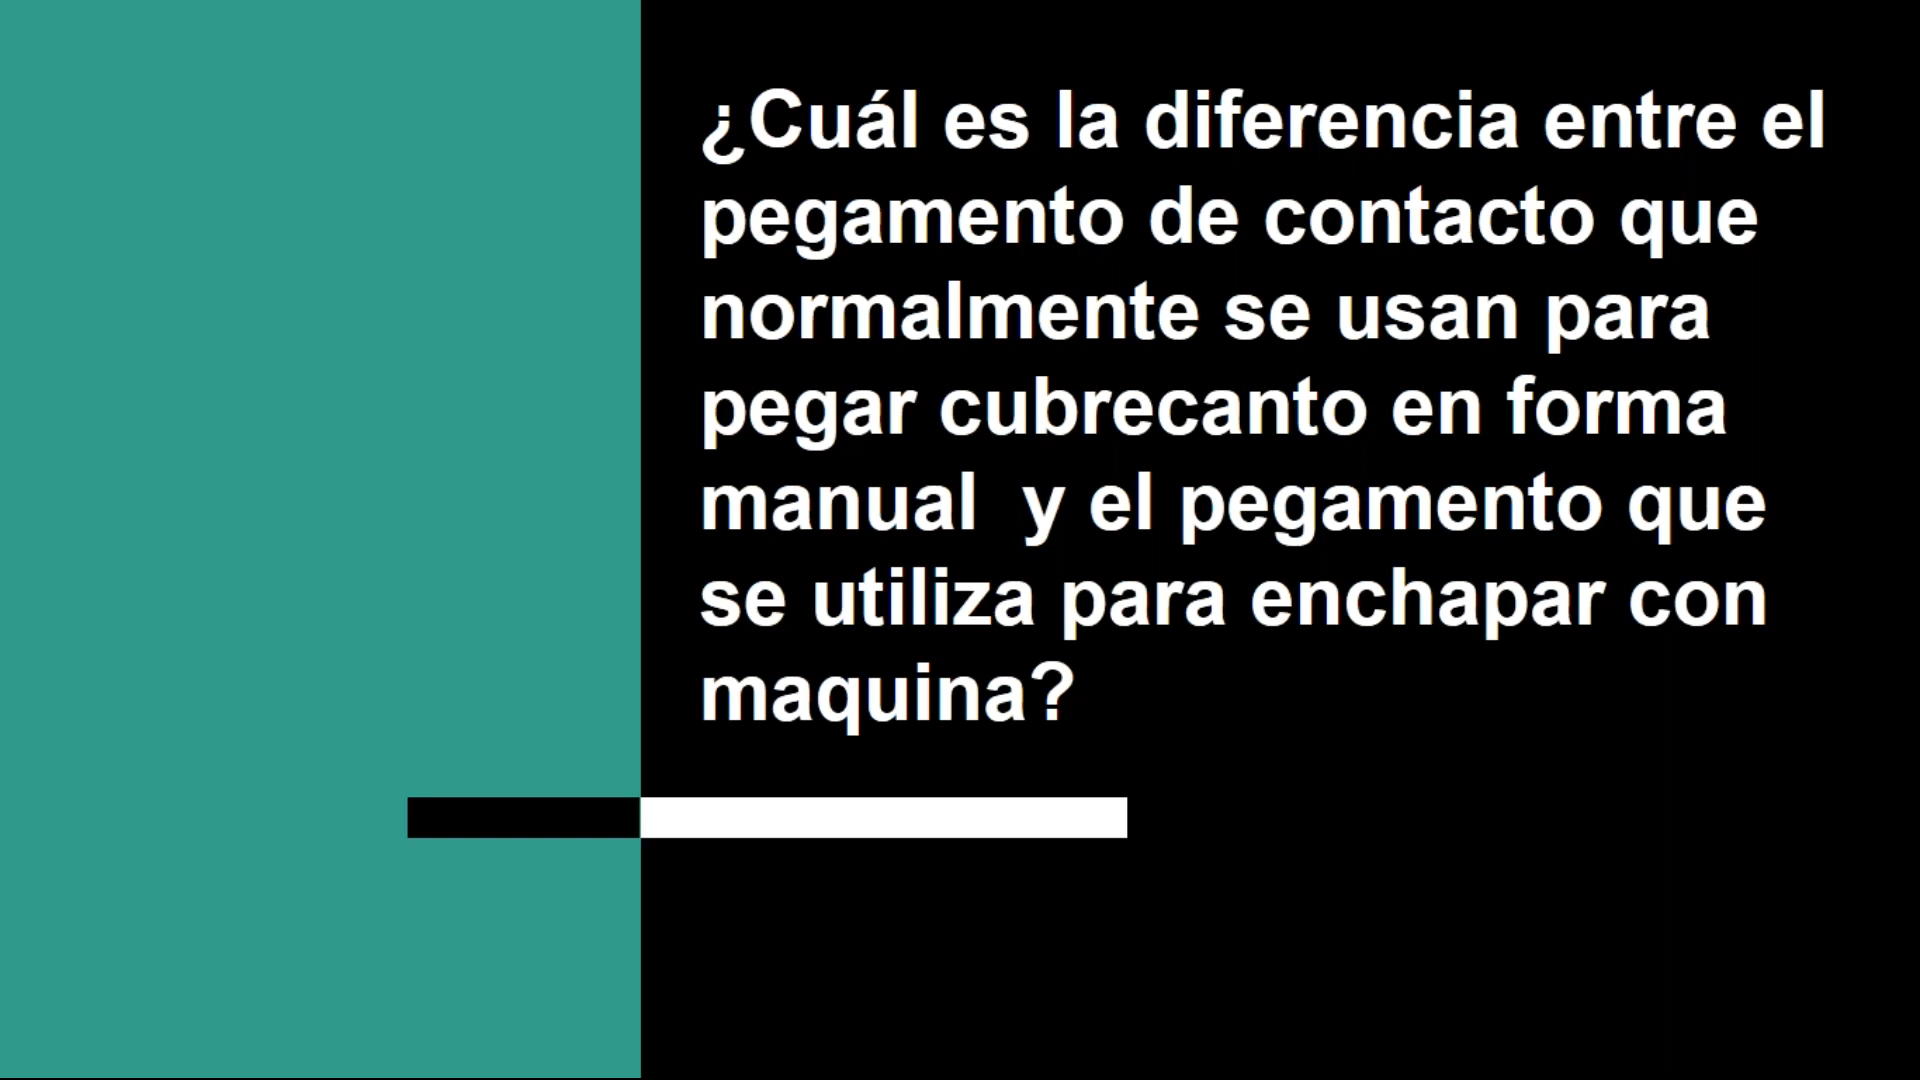 ¿Cuál es la diferencia entre el
pegamento de contacto que
normalmente se usan para
pegar cubrecanto en forma
manual  y el pegamento que
se utiliza para enchapar con
maquina?